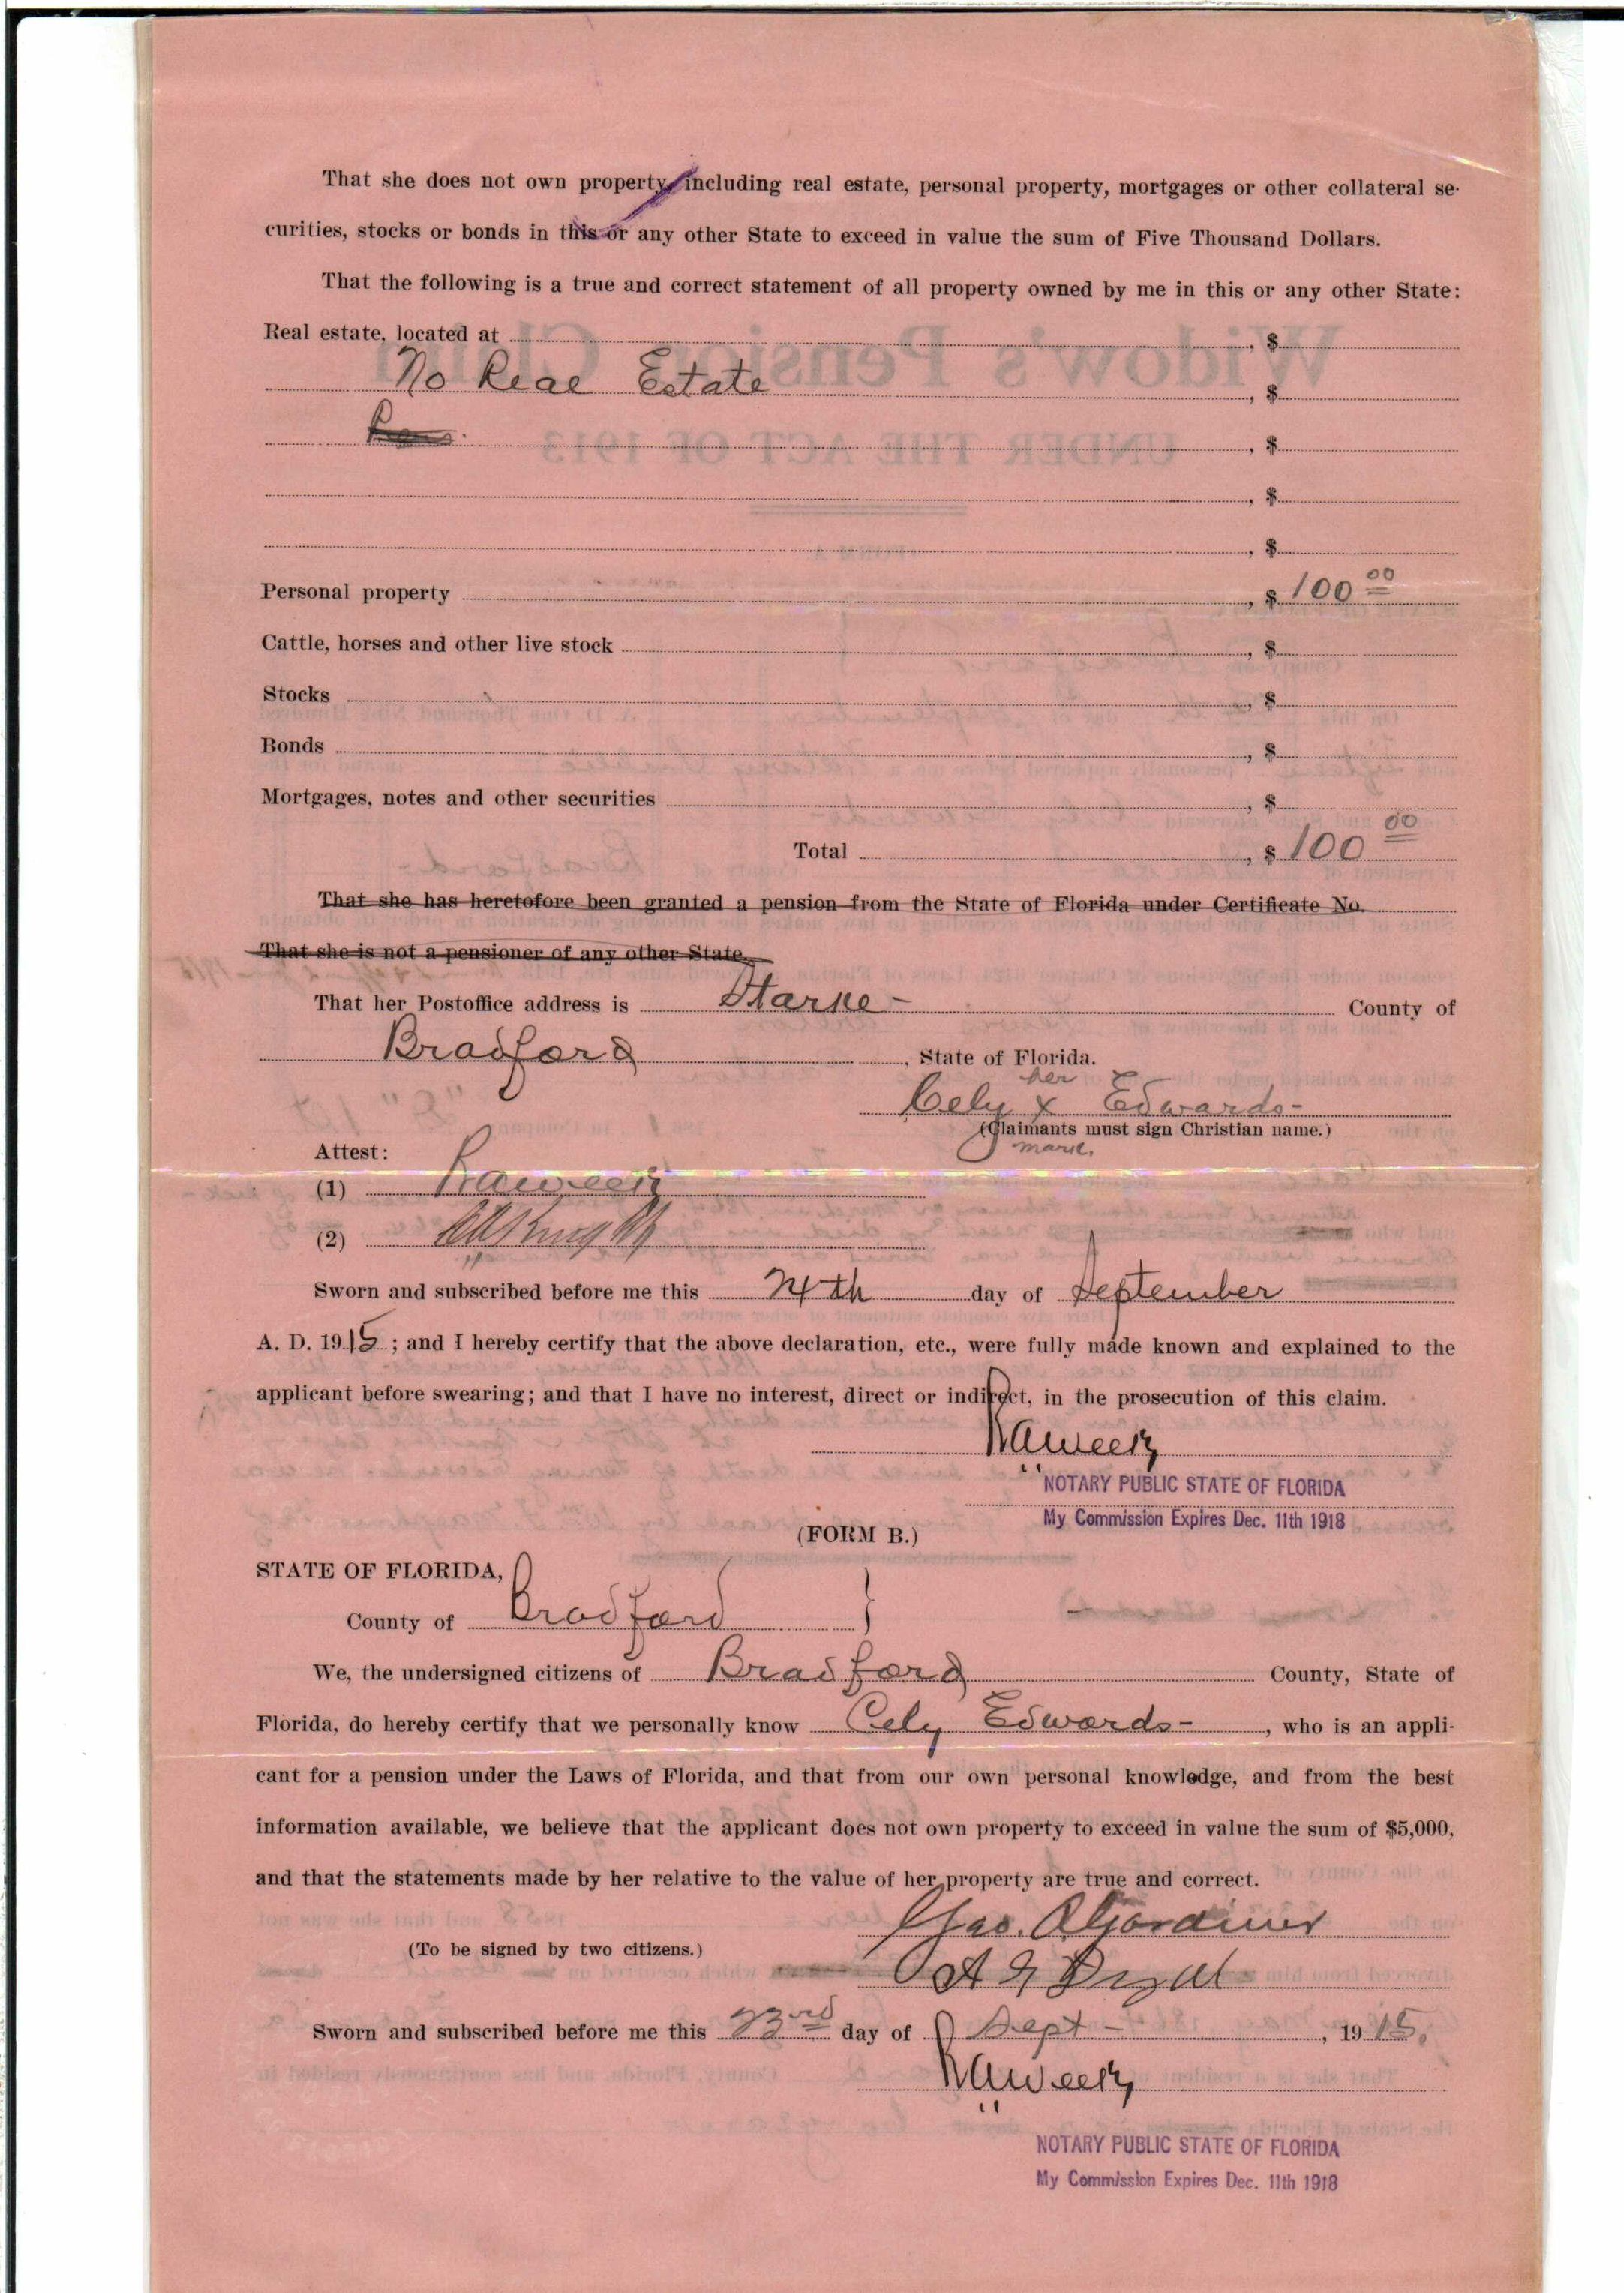 That she does not own property, including real estate, personal property, mortgages or other collateral se-
curities, stocks or bonds in this or any other State to exceed in value the sum of Five Thousand Dollars.
That the following is a true and correct statement of all property owned by me in this or any other State:
Real estate, located at , $
No Real Estate , $
, $
, $
, $
Personal property , $ 100 00
Cattle, horses and other live stock , $
Stocks , $
Bonds , $
Mortgages, notes and other securities , $
Total , $ 100 00
That she has heretofore been granted a pension from the State of Florida under Certificate No.
That she is not a pensioner of any other State.
That her Postoffice address is Starke - County of
Bradford , State of Florida.
her
Cely x Edwards -
(Claimants must sign Christian name.)
mark.
Attest:
(1)
(2)
Sworn and subscribed before me this 24th day of September
A. D. 1915; and I hereby certify that the above declaration, etc., were fully made known and explained to the
applicant before swearing; and that I have no interest, direct or indirect, in the prosecution of this claim.
NOTARY PUBLIC STATE OF FLORIDA
My Commission Expires Dec. 11th 1918
(FORM B.)
STATE OF FLORIDA,
County of Bradford }
We, the undersigned citizens of Bradford County, State of
Florida, do hereby certify that we personally know Cely Edwards - , who is an appli-
cant for a pension under the Laws of Florida, and that from our own personal knowledge, and from the best
information available, we believe that the applicant does not own property to exceed in value the sum of $5,000,
and that the statements made by her relative to the value of her property are true and correct.
Gardiner
(To be signed by two citizens.)
Sworn and subscribed before me this 23rd day of Sept - , 1915.
NOTARY PUBLIC STATE OF FLORIDA
My Commission Expires Dec. 11th 1918